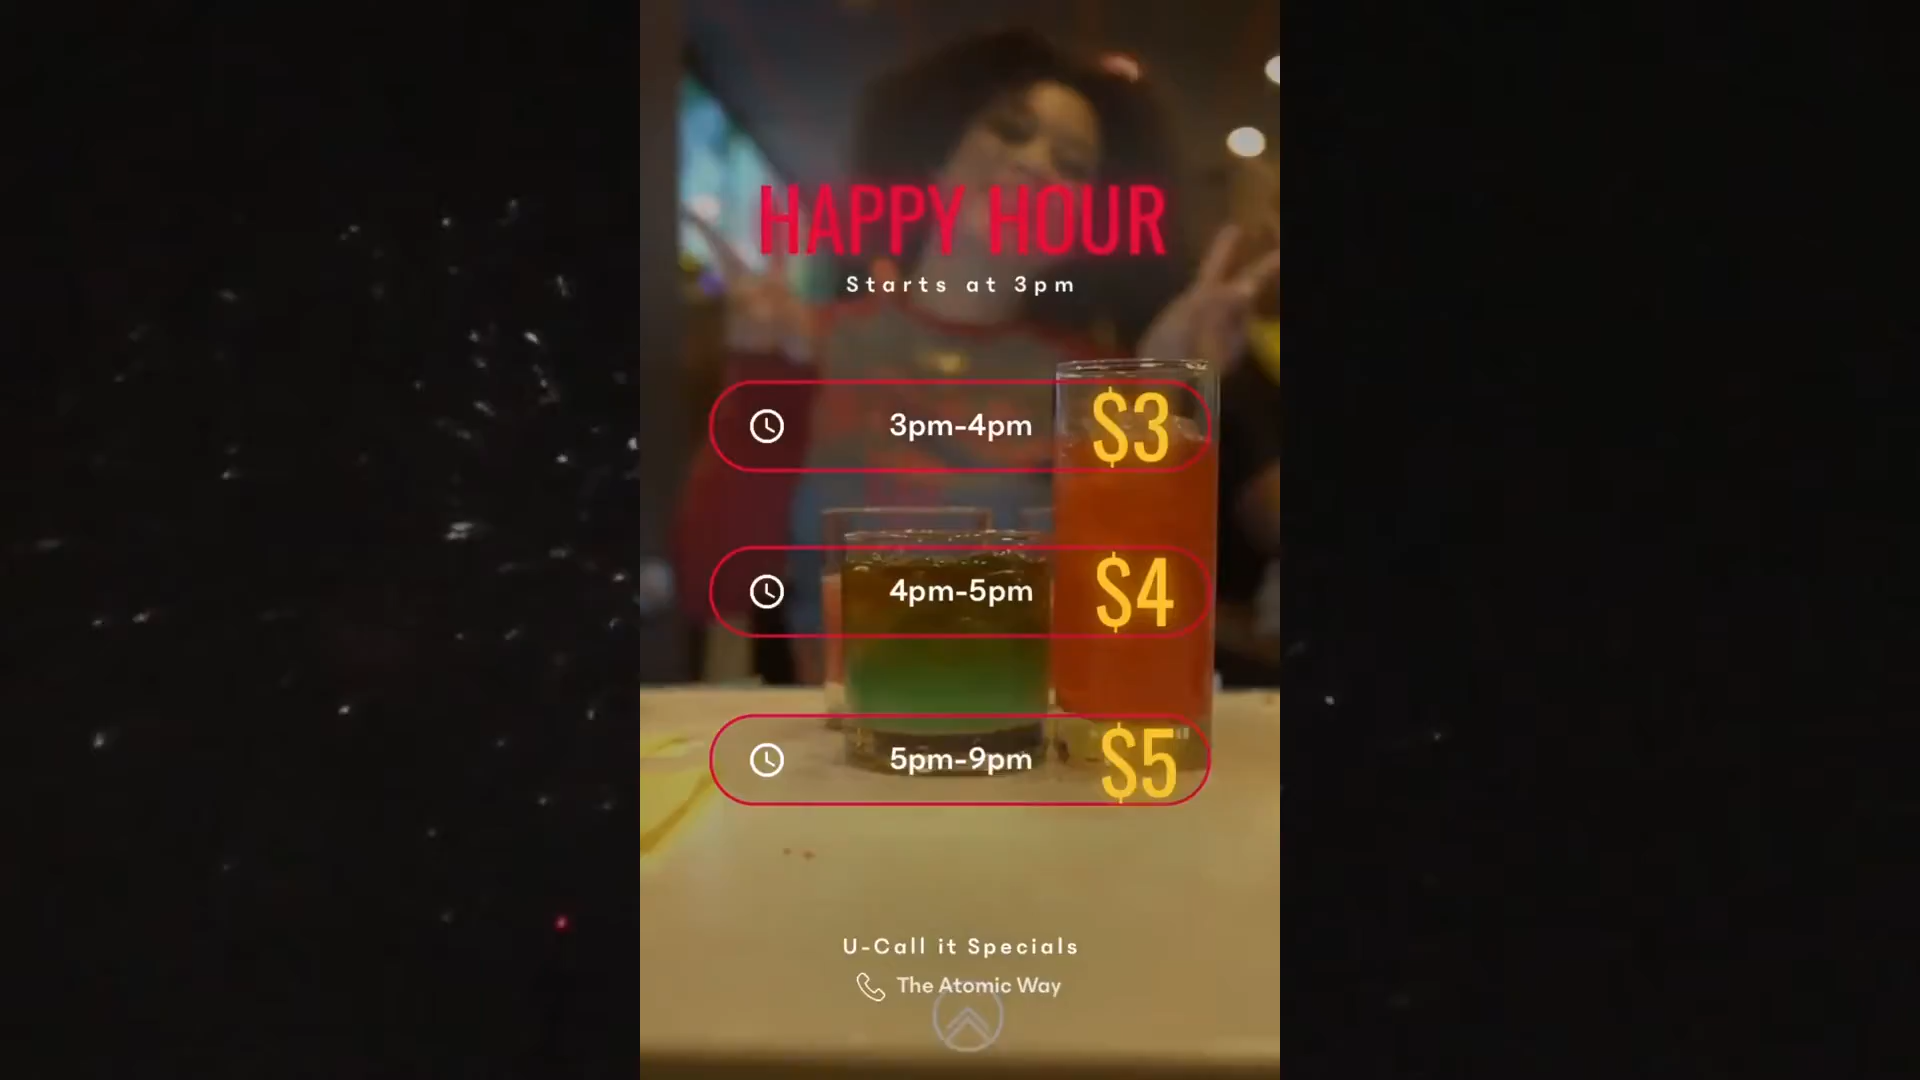 HAPPY HOUR
Starts at 3pm
3pm-4pm $3
4pm-5pm $4
5pm-9pm $5
U-Call it Specials
The Atomic Way